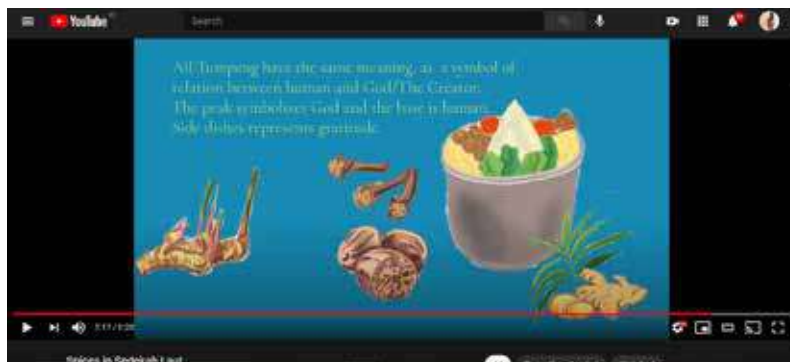 YouTube
Search
All Tumpeng have the same meaning, as a symbol of
relation between human and God/The Creator.
The peak symbolizes God and the base is human.
Side dishes represents gratitude.
Spices in Sedekah Laut